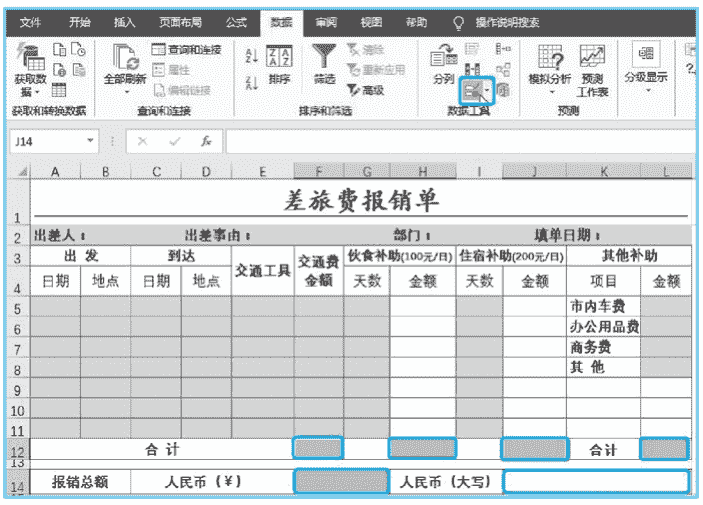 文件 开始 插入 页面布局 公式 数据 审阅 视图 帮助 操作说明搜索
获取数据 全部刷新 查询和连接 属性 编辑链接 排序 筛选 清除 重新应用 高级 分列 模拟分析 预测工作表 分级显示
获取和转换数据 查询和连接 排序和筛选 数据工具 预测
J14 fx
A B C D E F G H I J K L
1 差旅费报销单
2 出差人: 出差事由: 部门: 填单日期:
3 出 发 到达 交通工具 交通费金额 伙食补助(100元/日) 住宿补助(200元/日) 其他补助
4 日期 地点 日期 地点 天数 金额 天数 金额 项目 金额
5 市内车费
6 办公用品费
7 商务费
8 其 他
9
10
11
12 合 计 合计
13
14 报销总额 人民币(¥) 人民币(大写)